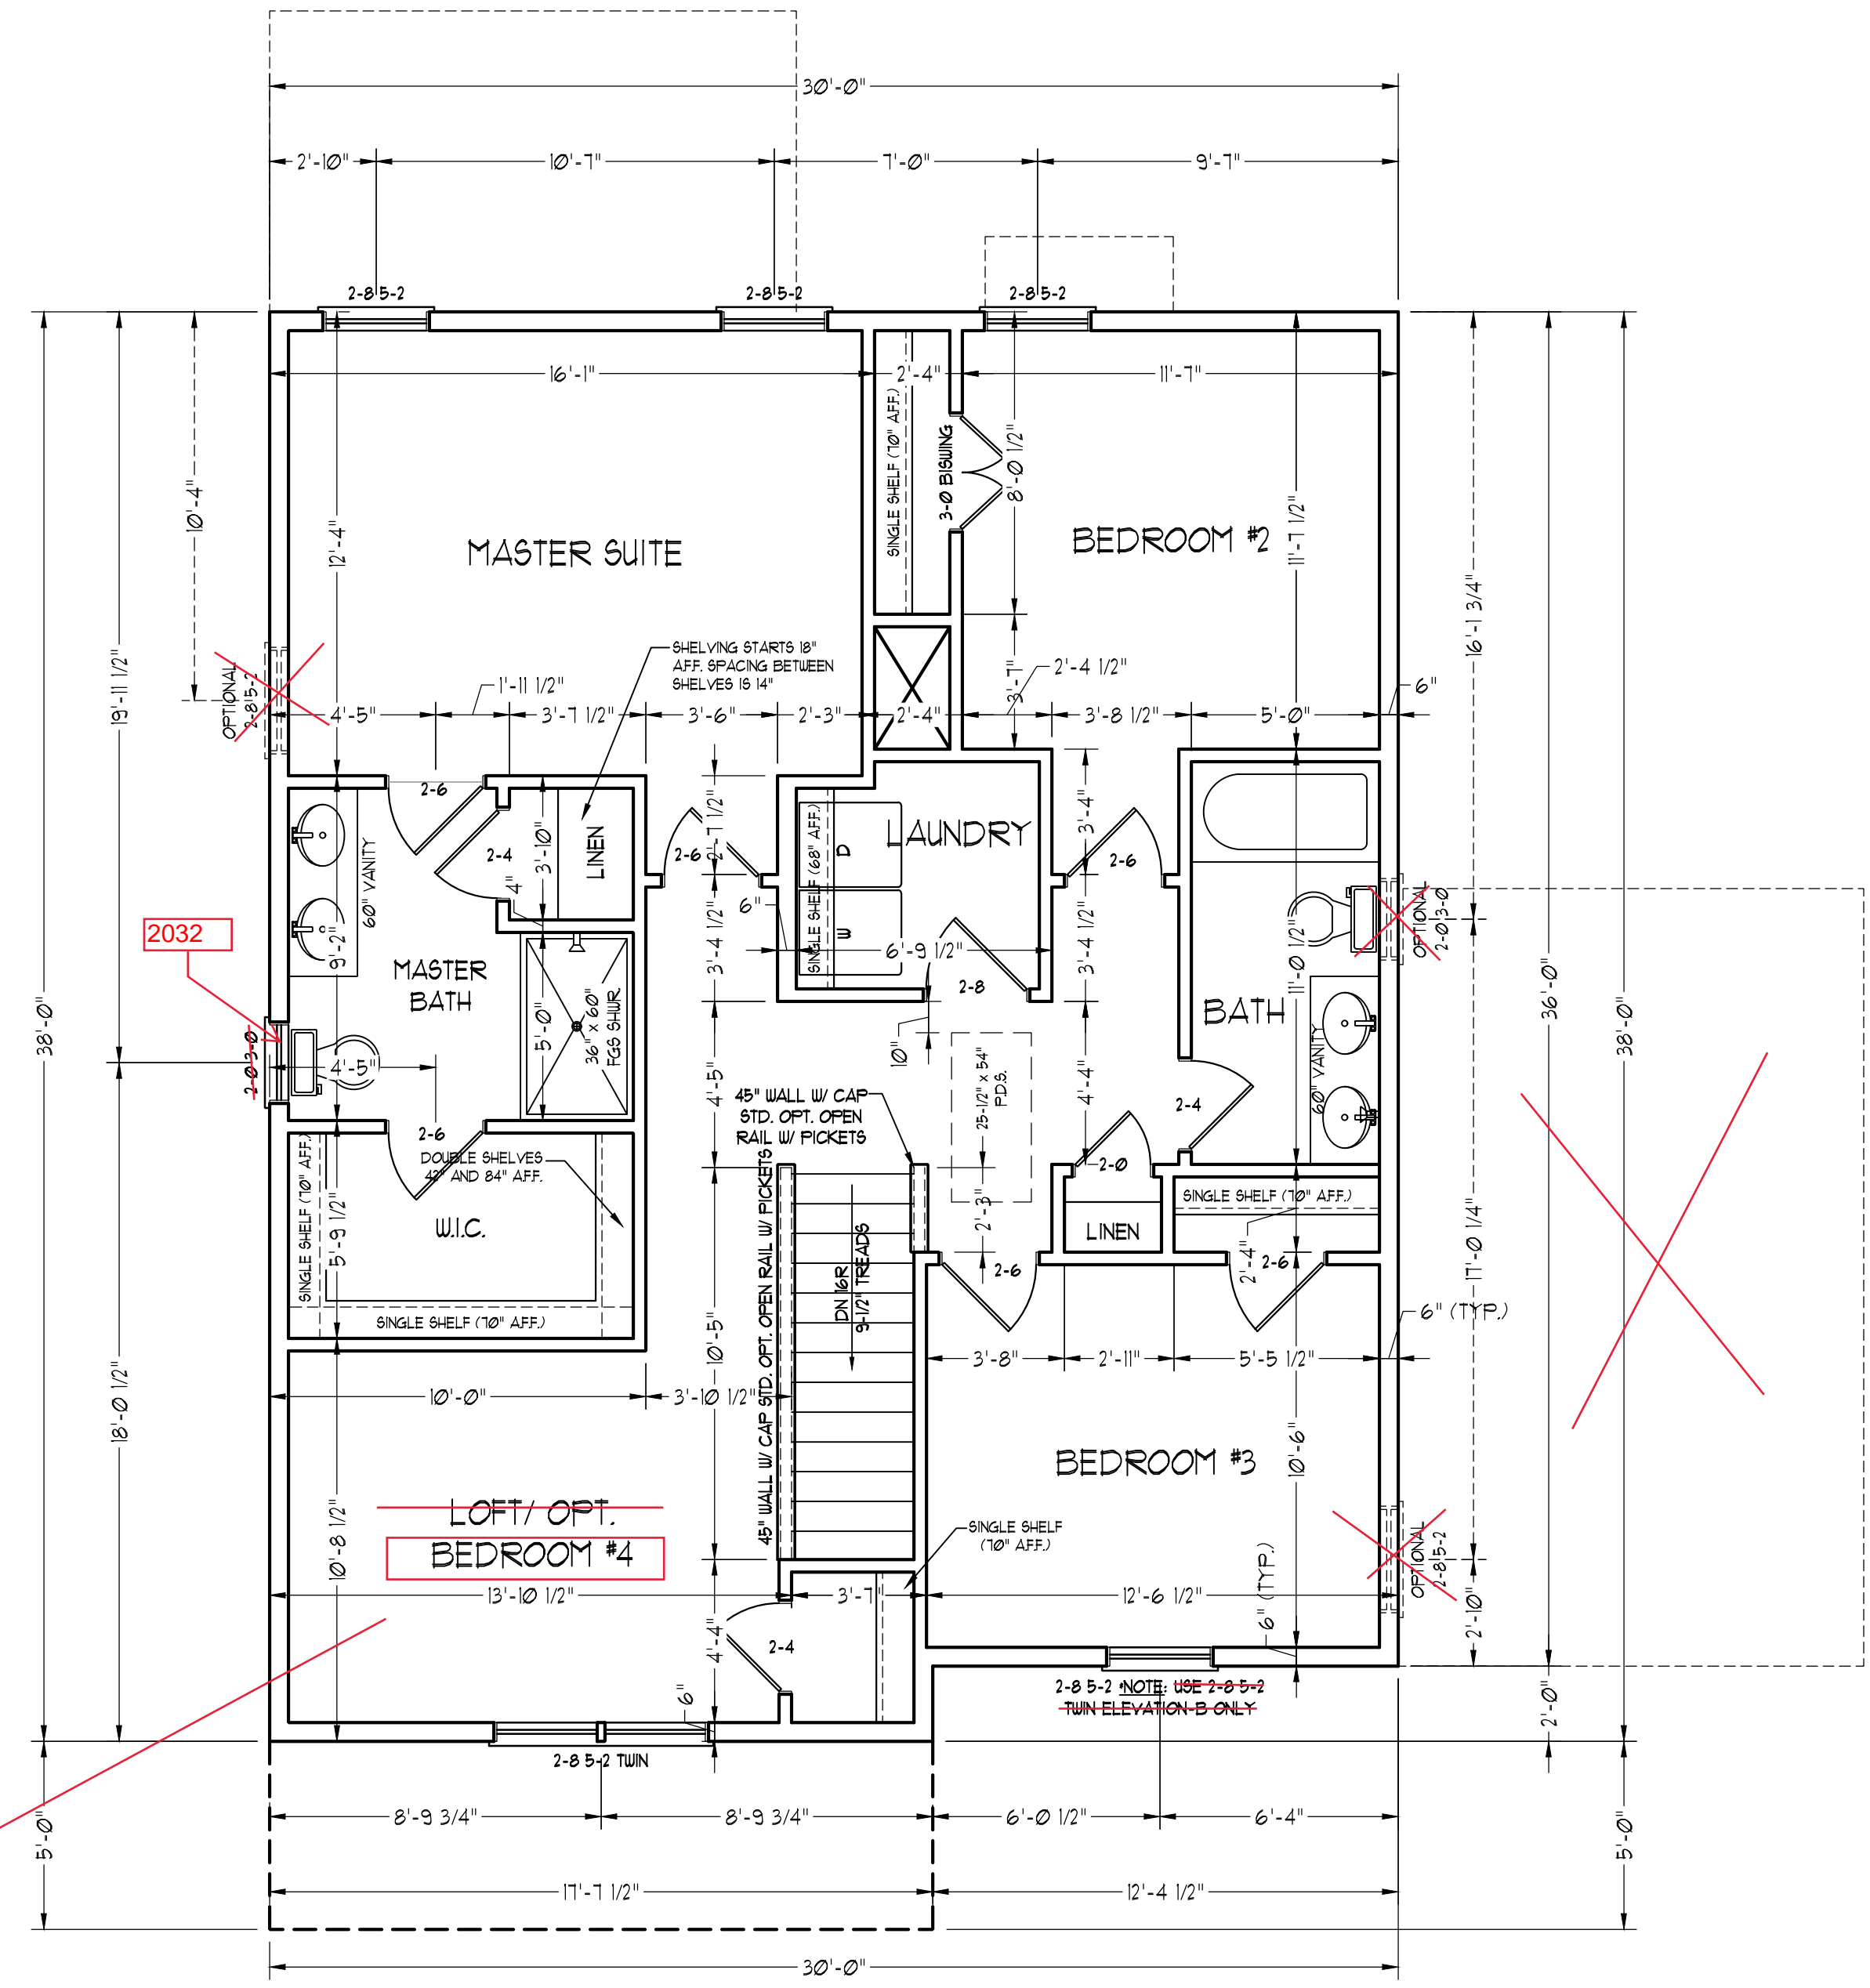 30'-0"
2'-10"
10'-7"
7'-0"
9'-7"
2-8 5-2
2-8 5-2
2-8 5-2
16'-1"
2'-4"
11'-7"
SINGLE SHELF (70" AFF.)
3-0 BISWING
8'-0 1/2"
12'-4"
10'-4"
19'-11 1/2"
38'-0"
MASTER SUITE
BEDROOM #2
11'-7 1/2"
16'-1 3/4"
36'-0"
38'-0"
SHELVING STARTS 18"
AFF. SPACING BETWEEN
SHELVES IS 14"
OPTIONAL
2-8 5-2
4'-5"
1'-11 1/2"
3'-7 1/2"
3'-6"
2'-3"
2'-4"
3'-7"
2'-4 1/2"
3'-8 1/2"
5'-0"
6"
2-6
2-4
3'-10"
4"
LINEN
2-6
2'-7 1/2"
60" VANITY
9'-2"
SINGLE SHELF (68" AFF.)
D
W
LAUNDRY
6"
6'-9 1/2"
2-8
3'-4"
2-6
3'-4 1/2"
3'-4 1/2"
OPTIONAL
2-0 3-0
11'-0 1/2"
2032
MASTER
BATH
5'-0"
36" x 60"
FGS SHWR.
BATH
60" VANITY
2-0 3-0
4'-5"
4'-5"
10"
25-1/2" x 54"
P.D.S.
4'-4"
2-4
45" WALL W/ CAP
STD. OPT. OPEN
RAIL W/ PICKETS
2-6
DOUBLE SHELVES
42" AND 84" AFF.
SINGLE SHELF (70" AFF.)
5'-9 1/2"
W.I.C.
SINGLE SHELF (70" AFF.)
2-0
LINEN
SINGLE SHELF (70" AFF.)
2'-3"
2'-4"
2-6
2-6
DN 16R
9-1/2" TREADS
45" WALL W/ CAP STD. OPT. OPEN RAIL W/ PICKETS
10'-5"
17'-0 1/4"
6" (TYP.)
18'-0 1/2"
10'-0"
3'-10 1/2"
3'-8"
2'-11"
5'-5 1/2"
BEDROOM #3
10'-6"
LOFT/ OPT.
BEDROOM #4
10'-8 1/2"
SINGLE SHELF
(70" AFF.)
OPTIONAL
2-8 5-2
13'-10 1/2"
3'-7"
12'-6 1/2"
6" (TYP.)
2'-10"
4'-4"
2-4
6"
2-8 5-2 NOTE: USE 2-8 5-2
TWIN ELEVATION-B ONLY
2'-0"
2-8 5-2 TWIN
8'-9 3/4"
8'-9 3/4"
6'-0 1/2"
6'-4"
5'-0"
5'-0"
17'-7 1/2"
12'-4 1/2"
30'-0"